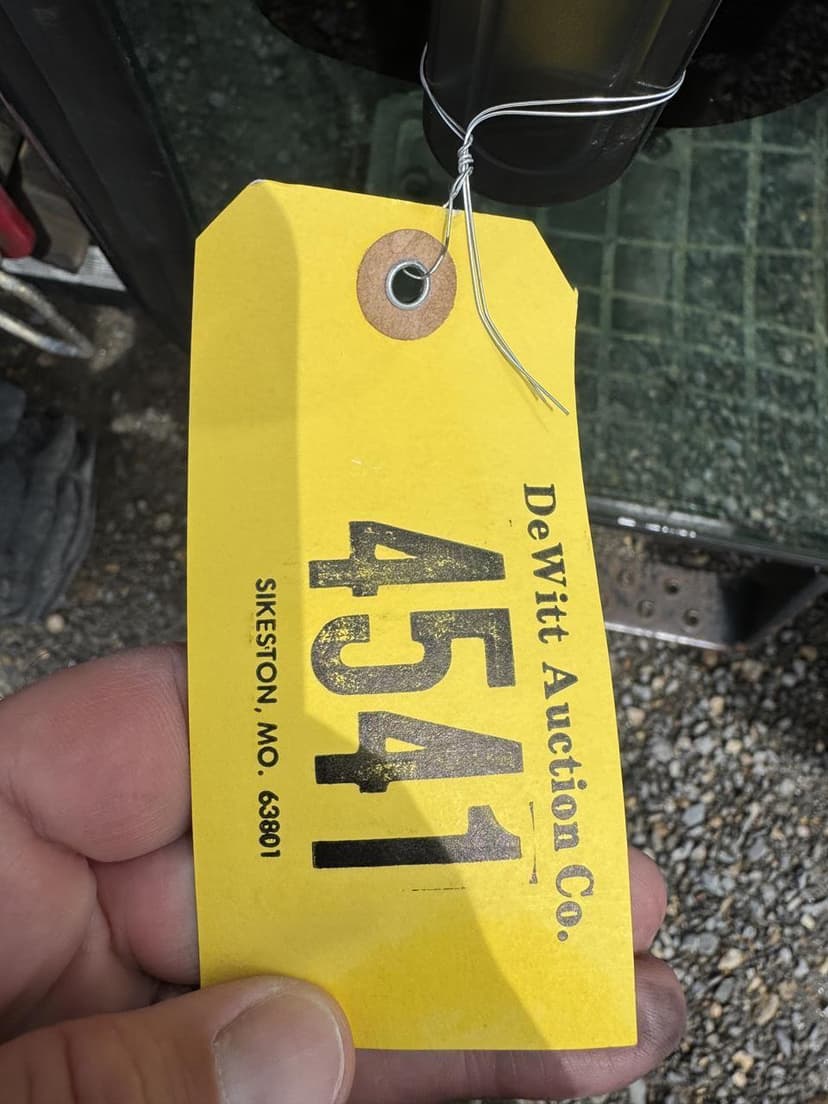 DeWitt Auction Co.
4541
SIKESTON, MO. 63801